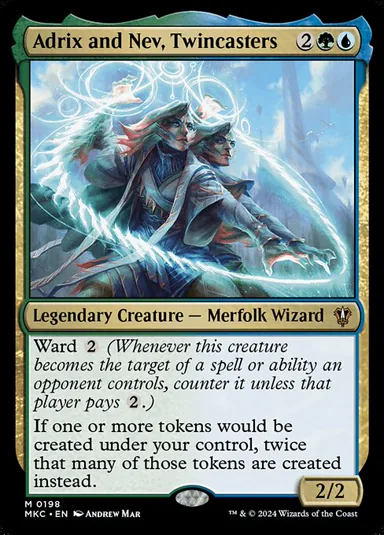 Adrix and Nev, Twincasters 2
Legendary Creature — Merfolk Wizard
Ward 2 (Whenever this creature
becomes the target of a spell or ability an
opponent controls, counter it unless that
player pays 2.)
If one or more tokens would be
created under your control, twice
that many of those tokens are created
instead.
2/2
M 0198
MKC • EN Andrew Mar
™ & © 2024 Wizards of the Coast